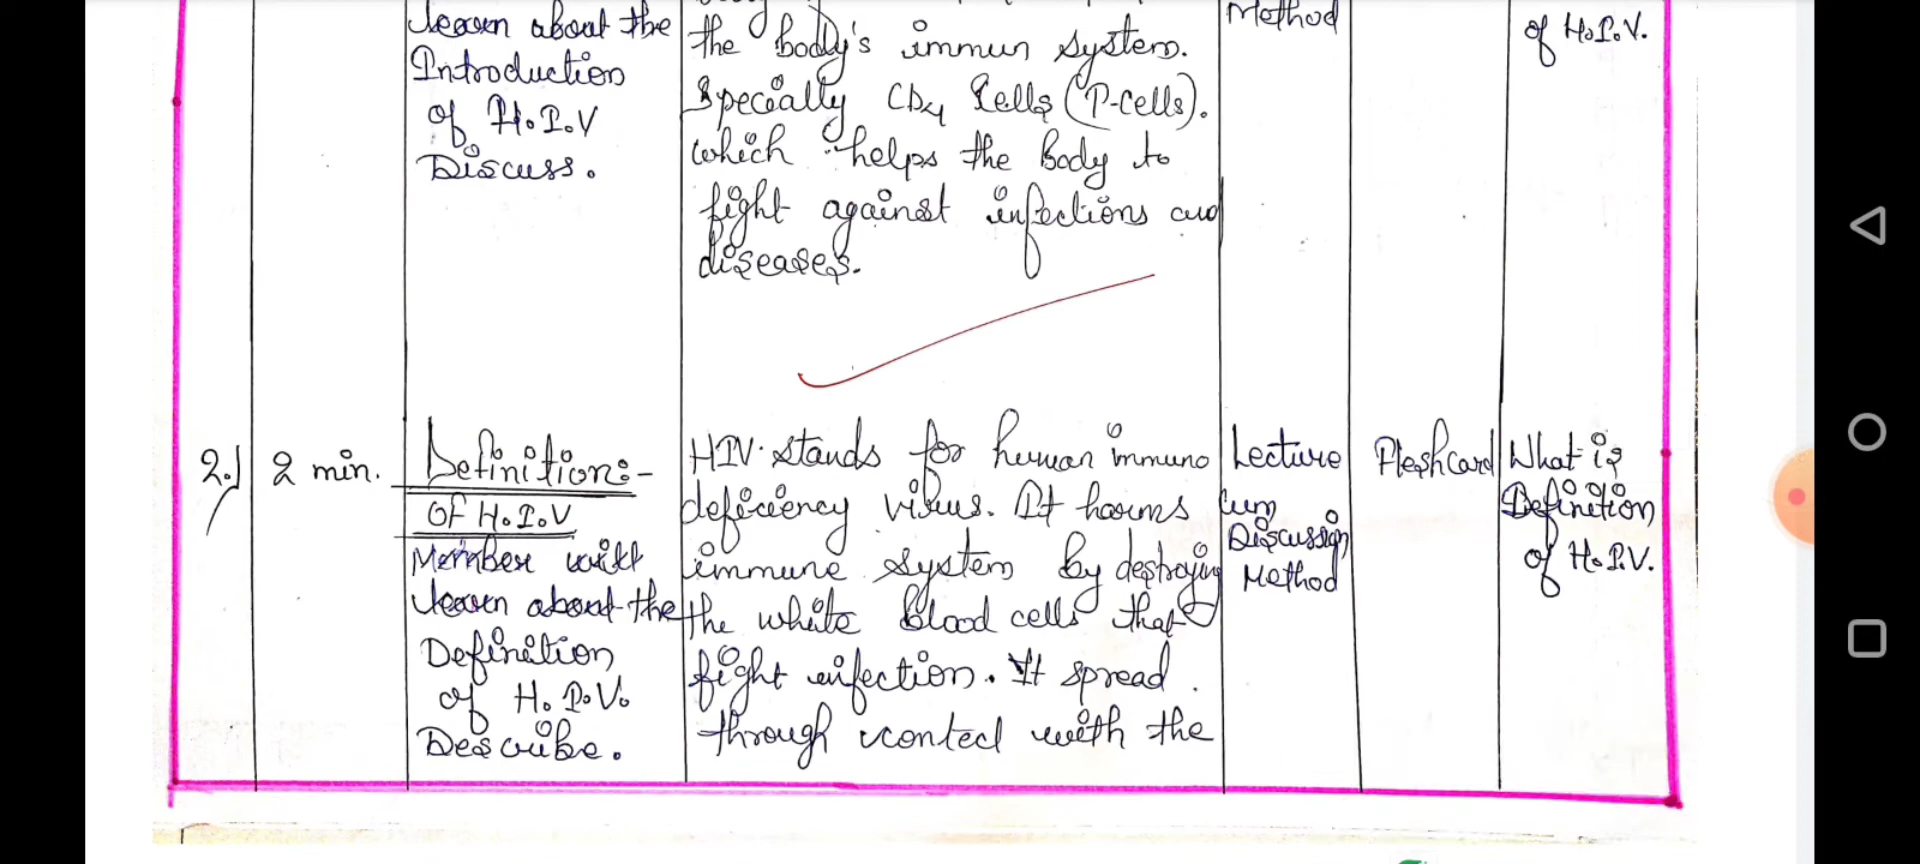 learn about the
Introduction
of H.I.V
Discuss.
the body's immun system.
Specially CD4 Cells (T-Cells).
which helps the Body to
fight against infections and
diseases.
Method
of H.I.V.
2.)
2 min.
Definition:-
OF H.I.V
Member will
learn about the
Definition
of H.I.V.
Describe.
HIV. stands for human immuno
deficiency virus. It harms
immune system by destroying
the white blood cells that
fight infection. It spread
through contect with the
Lecture
cum
Discussion
Method
Fleshcard
What is
Definition
of H.I.V.